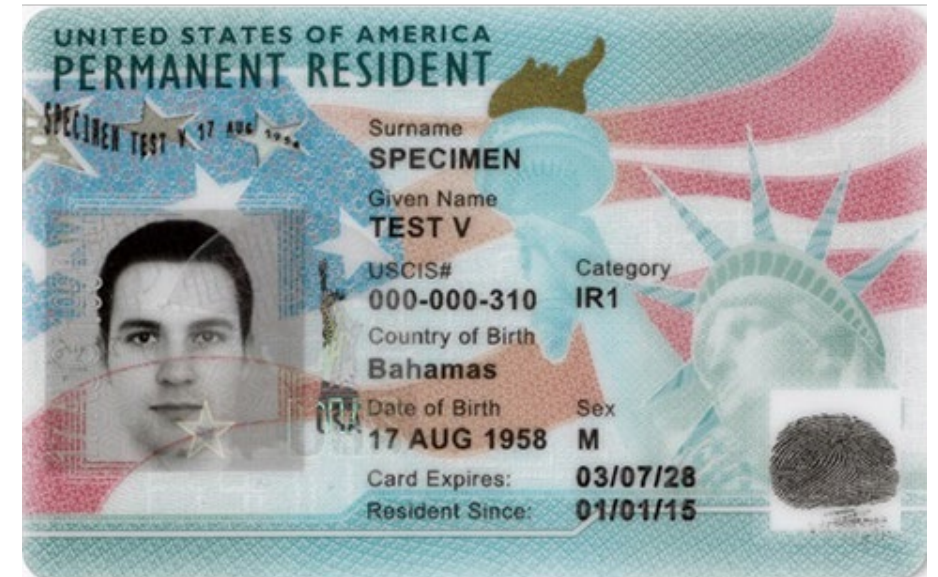 UNITED STATES OF AMERICA
PERMANENT RESIDENT
SPECIMEN TEST V 17 AUG 1958
Surname
SPECIMEN
Given Name
TEST V
USCIS# Category
000-000-310 IR1
Country of Birth
Bahamas
Date of Birth Sex
17 AUG 1958 M
Card Expires: 03/07/28
Resident Since: 01/01/15
USA